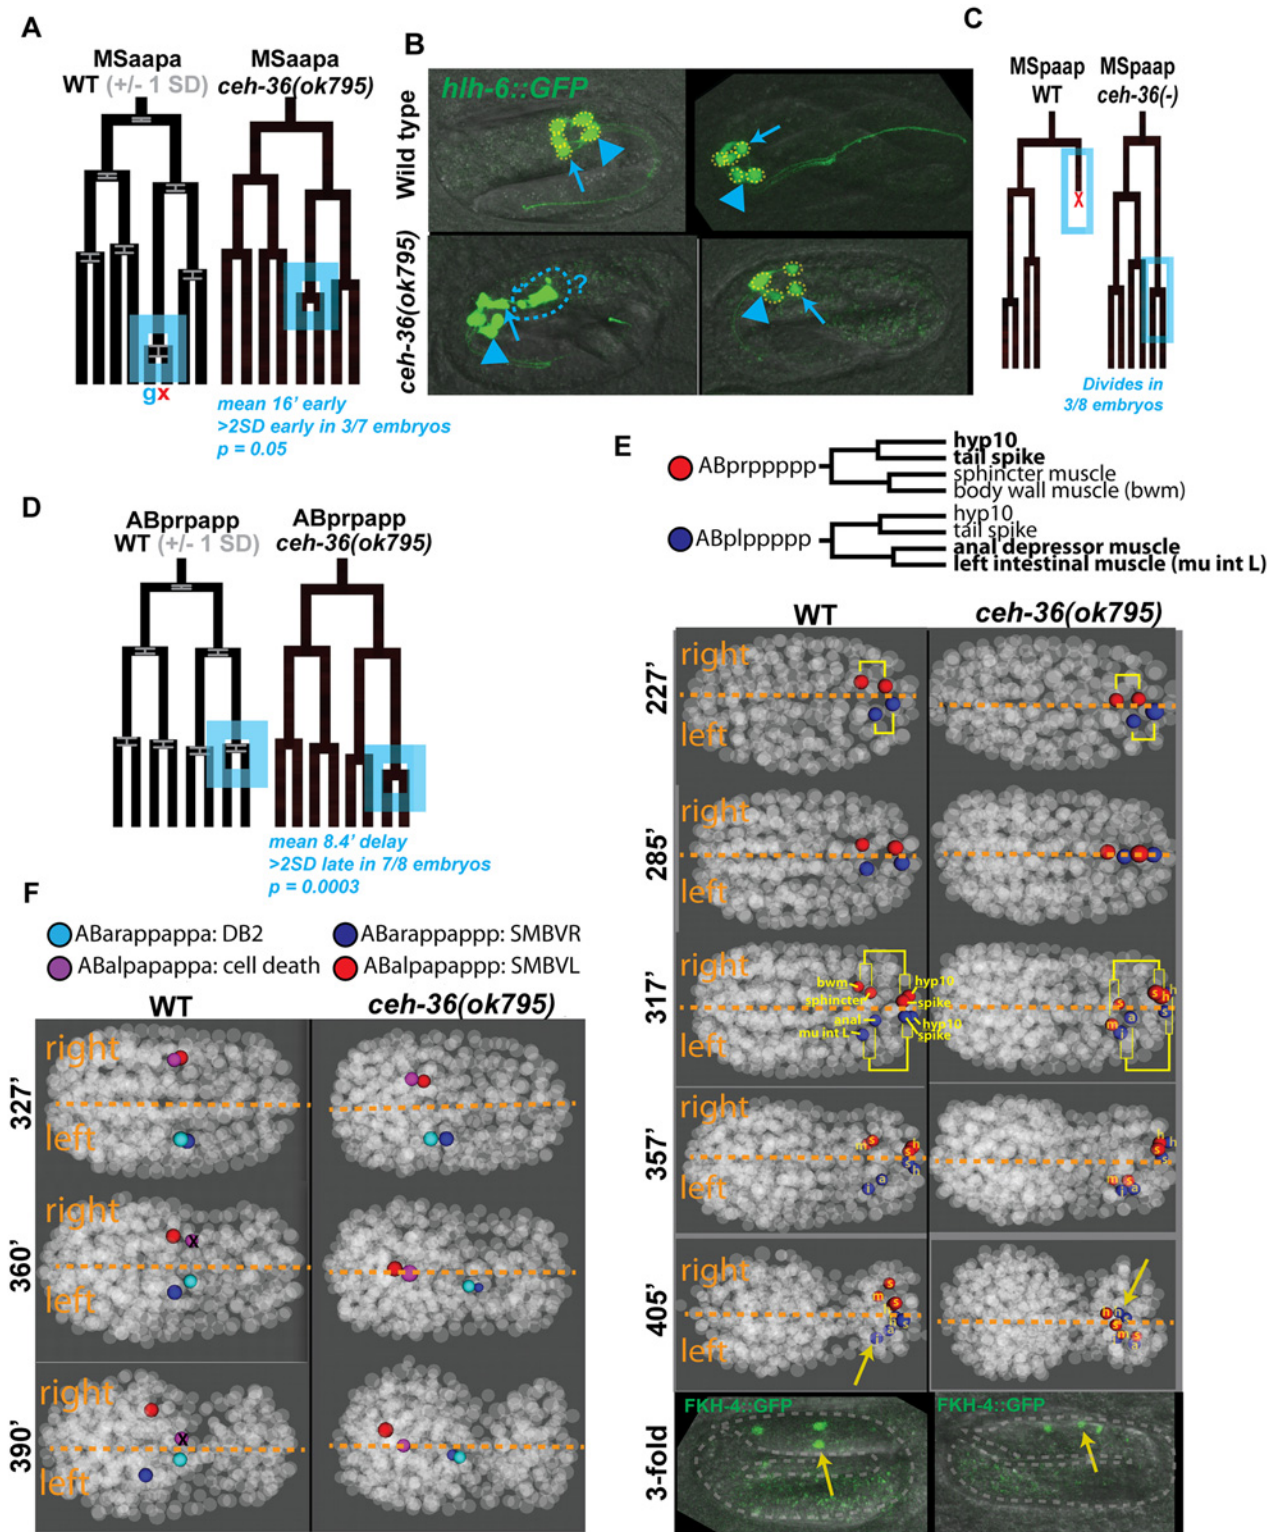 A
MSaapa
WT (+/- 1 SD)
MSaapa
ceh-36(ok795)
gx
mean 16' early
>2SD early in 3/7 embryos
p = 0.05
B
hlh-6::GFP
Wild type
ceh-36(ok795)
?
C
MSpaap
WT
MSpaap
ceh-36(-)
X
Divides in
3/8 embryos
D
ABprpapp
WT (+/- 1 SD)
ABprpapp
ceh-36(ok795)
mean 8.4' delay
>2SD late in 7/8 embryos
p = 0.0003
E
ABprppppp
hyp10
tail spike
sphincter muscle
body wall muscle (bwm)
ABplppppp
hyp10
tail spike
anal depressor muscle
left intestinal muscle (mu int L)
WT
ceh-36(ok795)
227'
right
left
285'
right
left
317'
right
left
bwm
sphincter
anal
mu int L
hyp10
spike
hyp10
spike
s
h
s
s
m
a
i
357'
right
left
m
s
h
s
s
h
i
a
h
h
s
s
m
s
i
a
405'
right
left
s
m
s
h
s
h
m
s
s
3-fold
FKH-4::GFP
FKH-4::GFP
F
ABarappappa: DB2
ABarappappp: SMBVR
ABalpapappa: cell death
ABalpapappp: SMBVL
WT
ceh-36(ok795)
327'
right
left
360'
right
left
X
390'
right
left
X